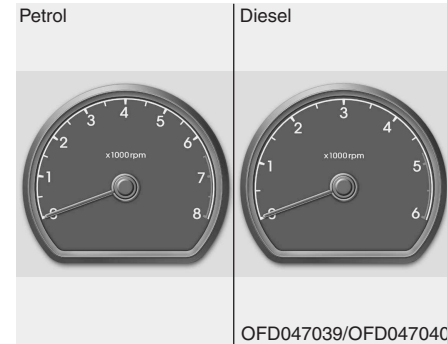 Petrol
Diesel
0 1 2 3 4 5 6 7 8
x1000rpm
0 1 2 3 4 5 6
x1000rpm
OFD047039/OFD047040